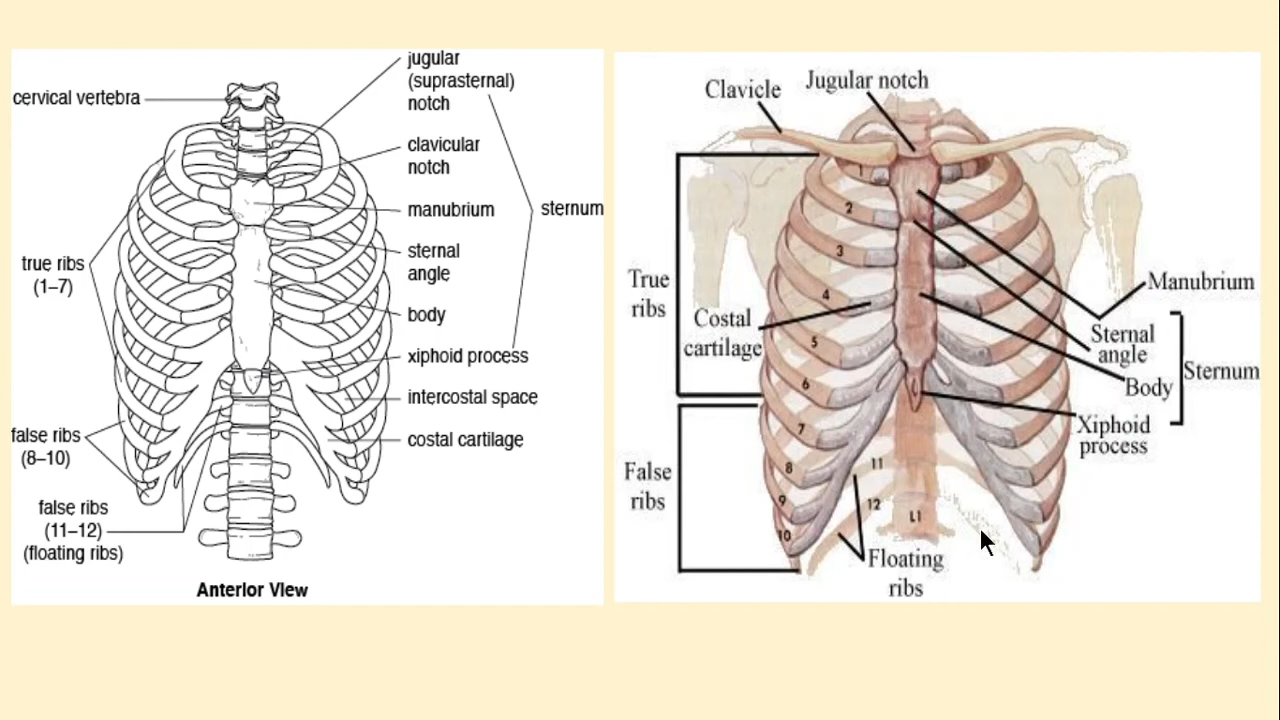 jugular
(suprasternal)
notch
cervical vertebra
clavicular
notch
manubrium
sternum
sternal
angle
true ribs
(1–7)
body
xiphoid process
intercostal space
false ribs
(8–10)
costal cartilage
false ribs
(11–12)
(floating ribs)
Anterior View
Clavicle
Jugular notch
1
2
3
True
ribs
4
Manubrium
Costal
cartilage
5
Sternal
angle
Sternum
6
Body
7
Xiphoid
process
False
ribs
8
11
9
12
L1
10
Floating
ribs